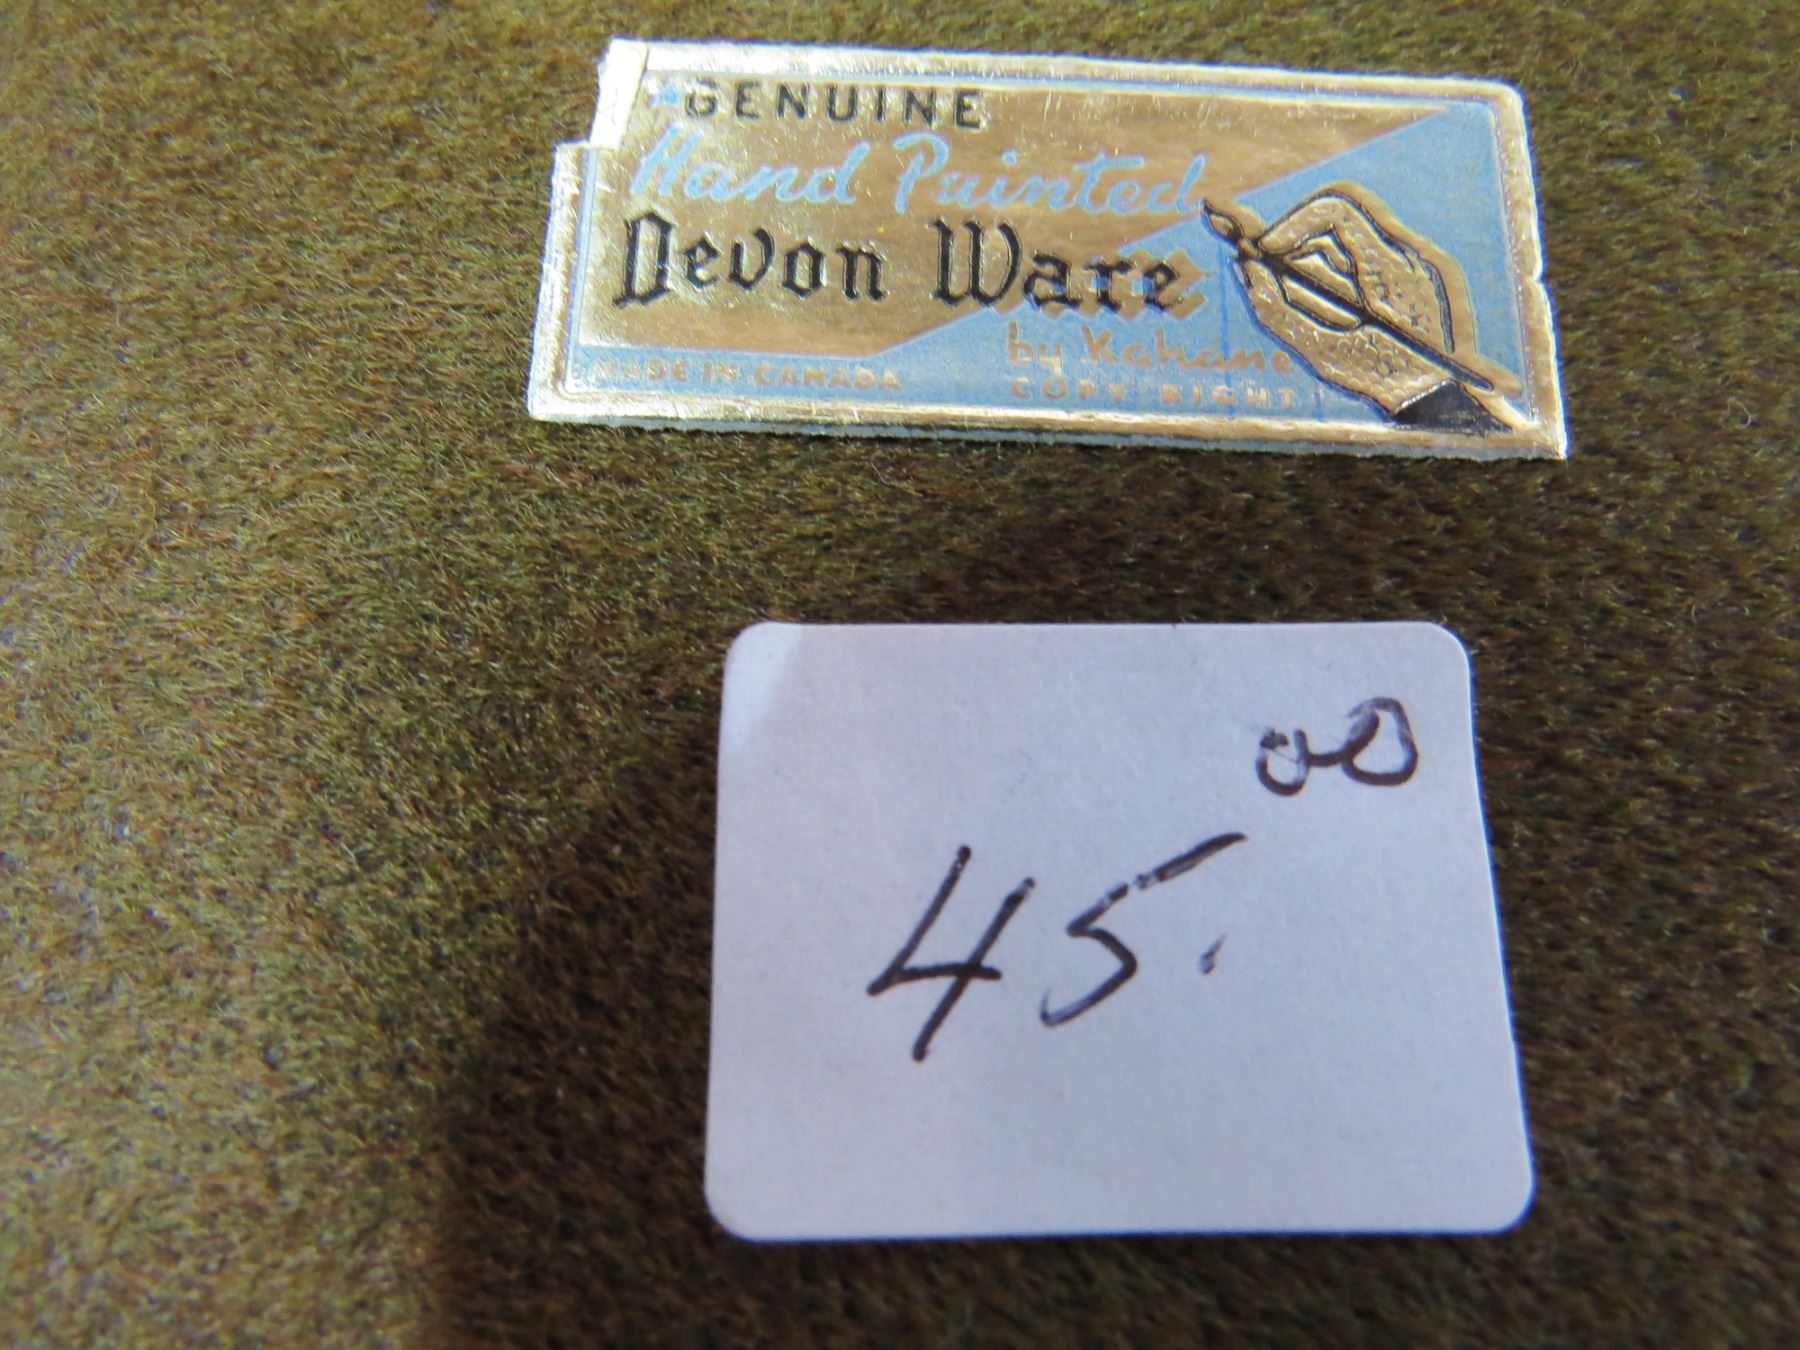 GENUINE
Hand Painted
Devon Ware
by Kahane
MADE IN CANADA
COPY RIGHT
45.00